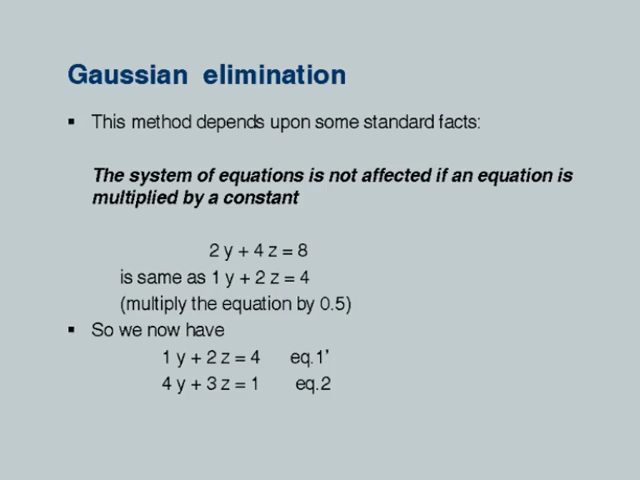 Gaussian elimination
▪ This method depends upon some standard facts:
The system of equations is not affected if an equation is
multiplied by a constant
2 y + 4 z = 8
is same as 1 y + 2 z = 4
(multiply the equation by 0.5)
▪ So we now have
1 y + 2 z = 4 eq.1’
4 y + 3 z = 1 eq.2